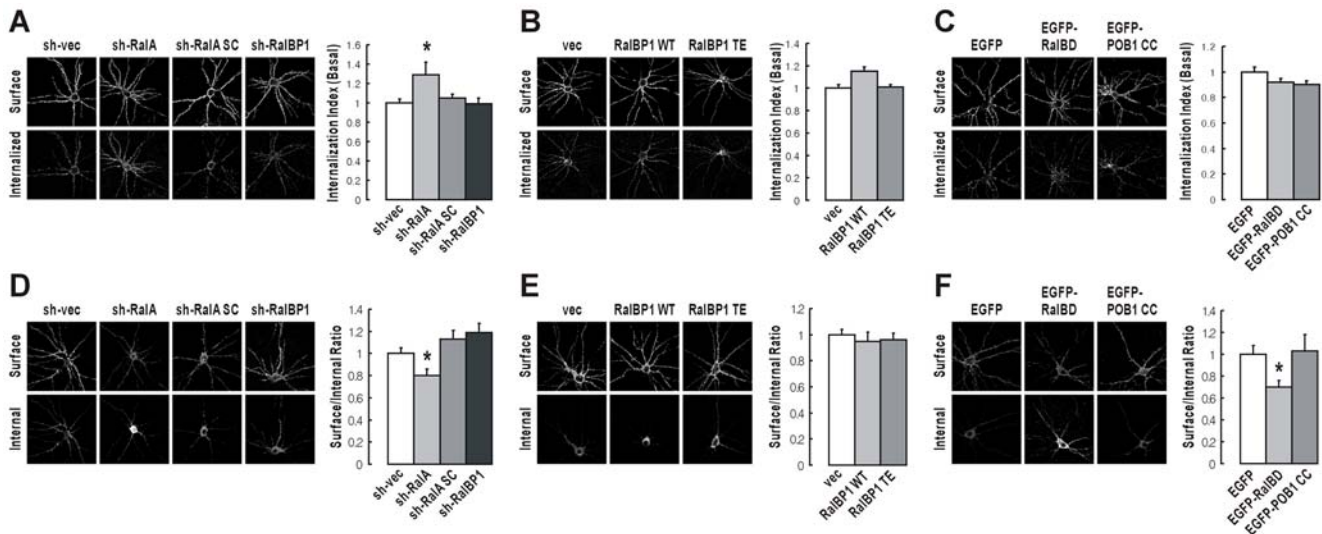 A
sh-vec sh-RalA sh-RalA SC sh-RalBP1
Surface
Internalized
Internalization Index (Basal)
1.6
1.4
1.2
1
0.8
0.6
0.4
0.2
0
*
sh-vec
sh-RalA
sh-RalA SC
sh-RalBP1
B
vec RalBP1 WT RalBP1 TE
Surface
Internalized
Internalization Index (Basal)
1.4
1.2
1.0
0.8
0.6
0.4
0.2
0
vec
RalBP1 WT
RalBP1 TE
C
EGFP
EGFP-
RalBD
EGFP-
POB1 CC
Surface
Internalized
Internalization Index (Basal)
1.2
1
0.8
0.6
0.4
0.2
0
EGFP
EGFP-RalBD
EGFP-POB1 CC
D
sh-vec sh-RalA sh-RalA SC sh-RalBP1
Surface
Internal
Surface/Internal Ratio
1.4
1.2
1
0.8
0.6
0.4
0.2
0
*
sh-vec
sh-RalA
sh-RalA SC
sh-RalBP1
E
vec RalBP1 WT RalBP1 TE
Surface
Internal
Surface/Internal Ratio
1.2
1
0.8
0.6
0.4
0.2
0
vec
RalBP1 WT
RalBP1 TE
F
EGFP
EGFP-
RalBD
EGFP-
POB1 CC
Surface
Internal
Surface/Internal Ratio
1.4
1.2
1
0.8
0.6
0.4
0.2
0
*
EGFP
EGFP-RalBD
EGFP-POB1 CC